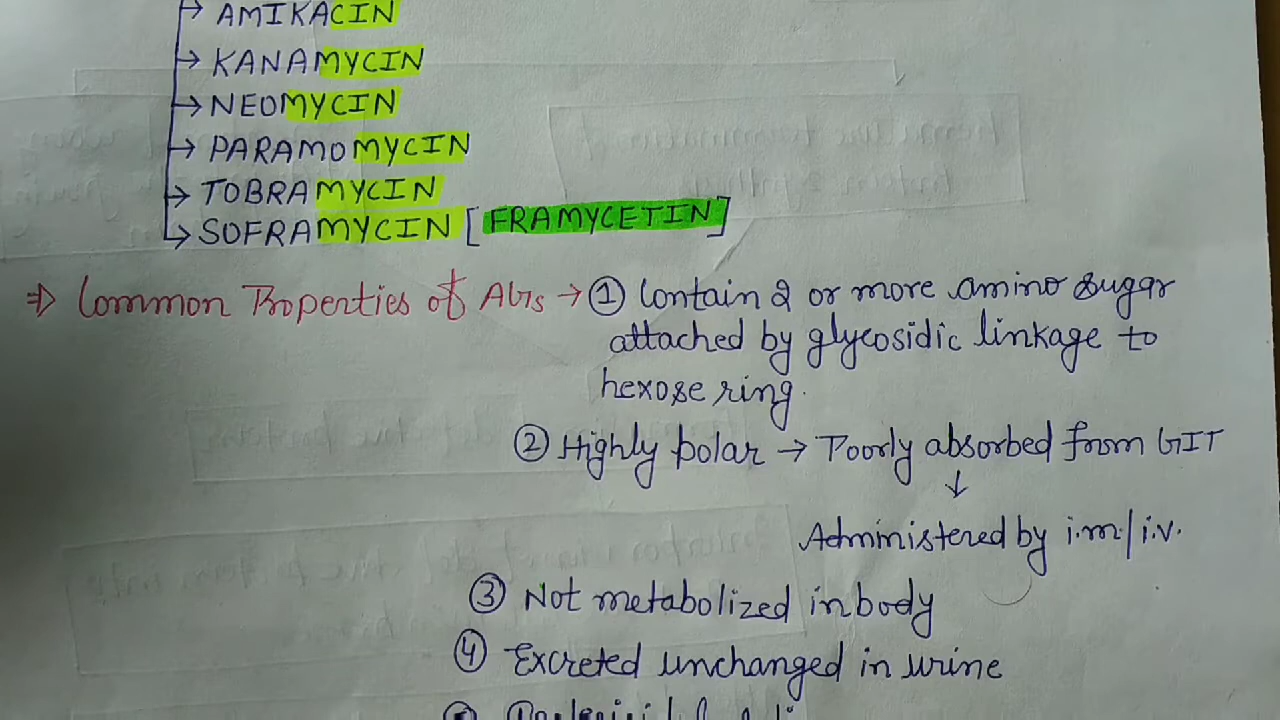 → AMIKACIN
→ KANAMYCIN
→ NEOMYCIN
→ PARAMOMYCIN
→ TOBRAMYCIN
→ SOFRAMYCIN [FRAMYCETIN]
⇒ Common Properties of AGs → ① Contain 2 or more amino sugar
attached by glycosidic linkage to
hexose ring.
② Highly polar → Poorly absorbed from GIT
↓
Administered by i.m./i.v.
③ Not metabolized in body
④ Excreted unchanged in urine